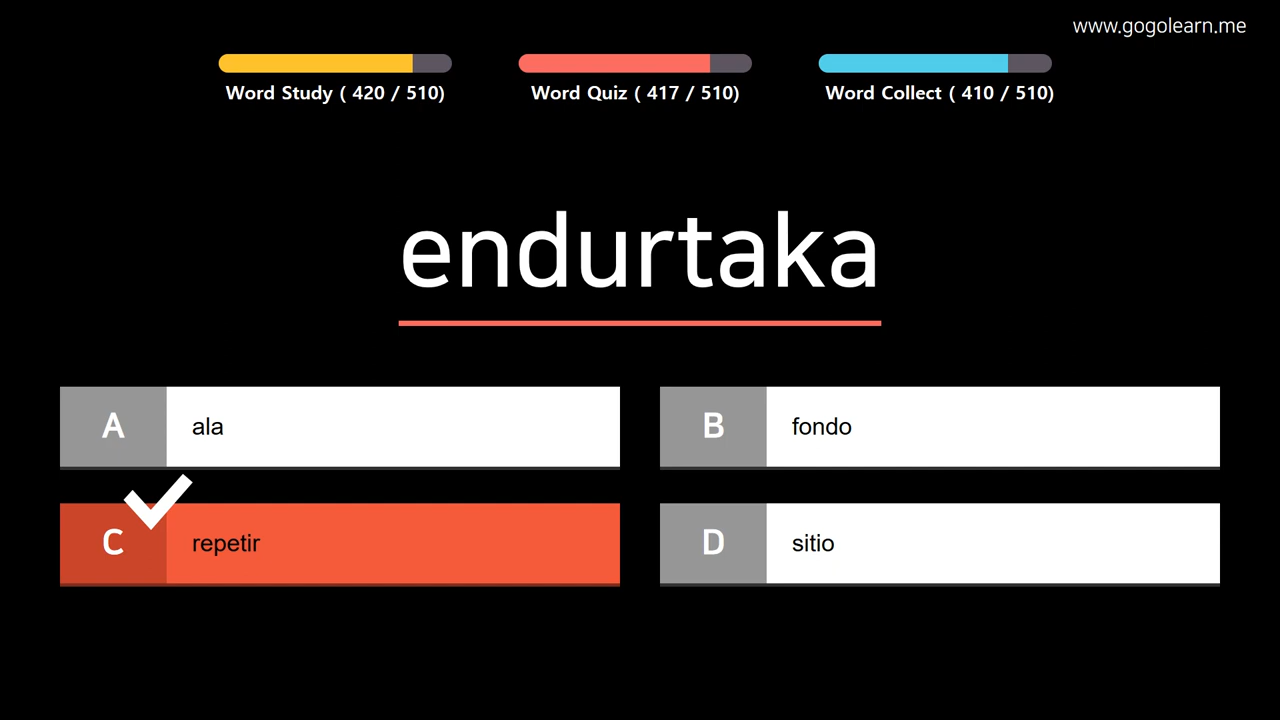 www.gogolearn.me
Word Study ( 420 / 510)
Word Quiz ( 417 / 510)
Word Collect ( 410 / 510)
endurtaka
A ala
B fondo
C repetir
D sitio